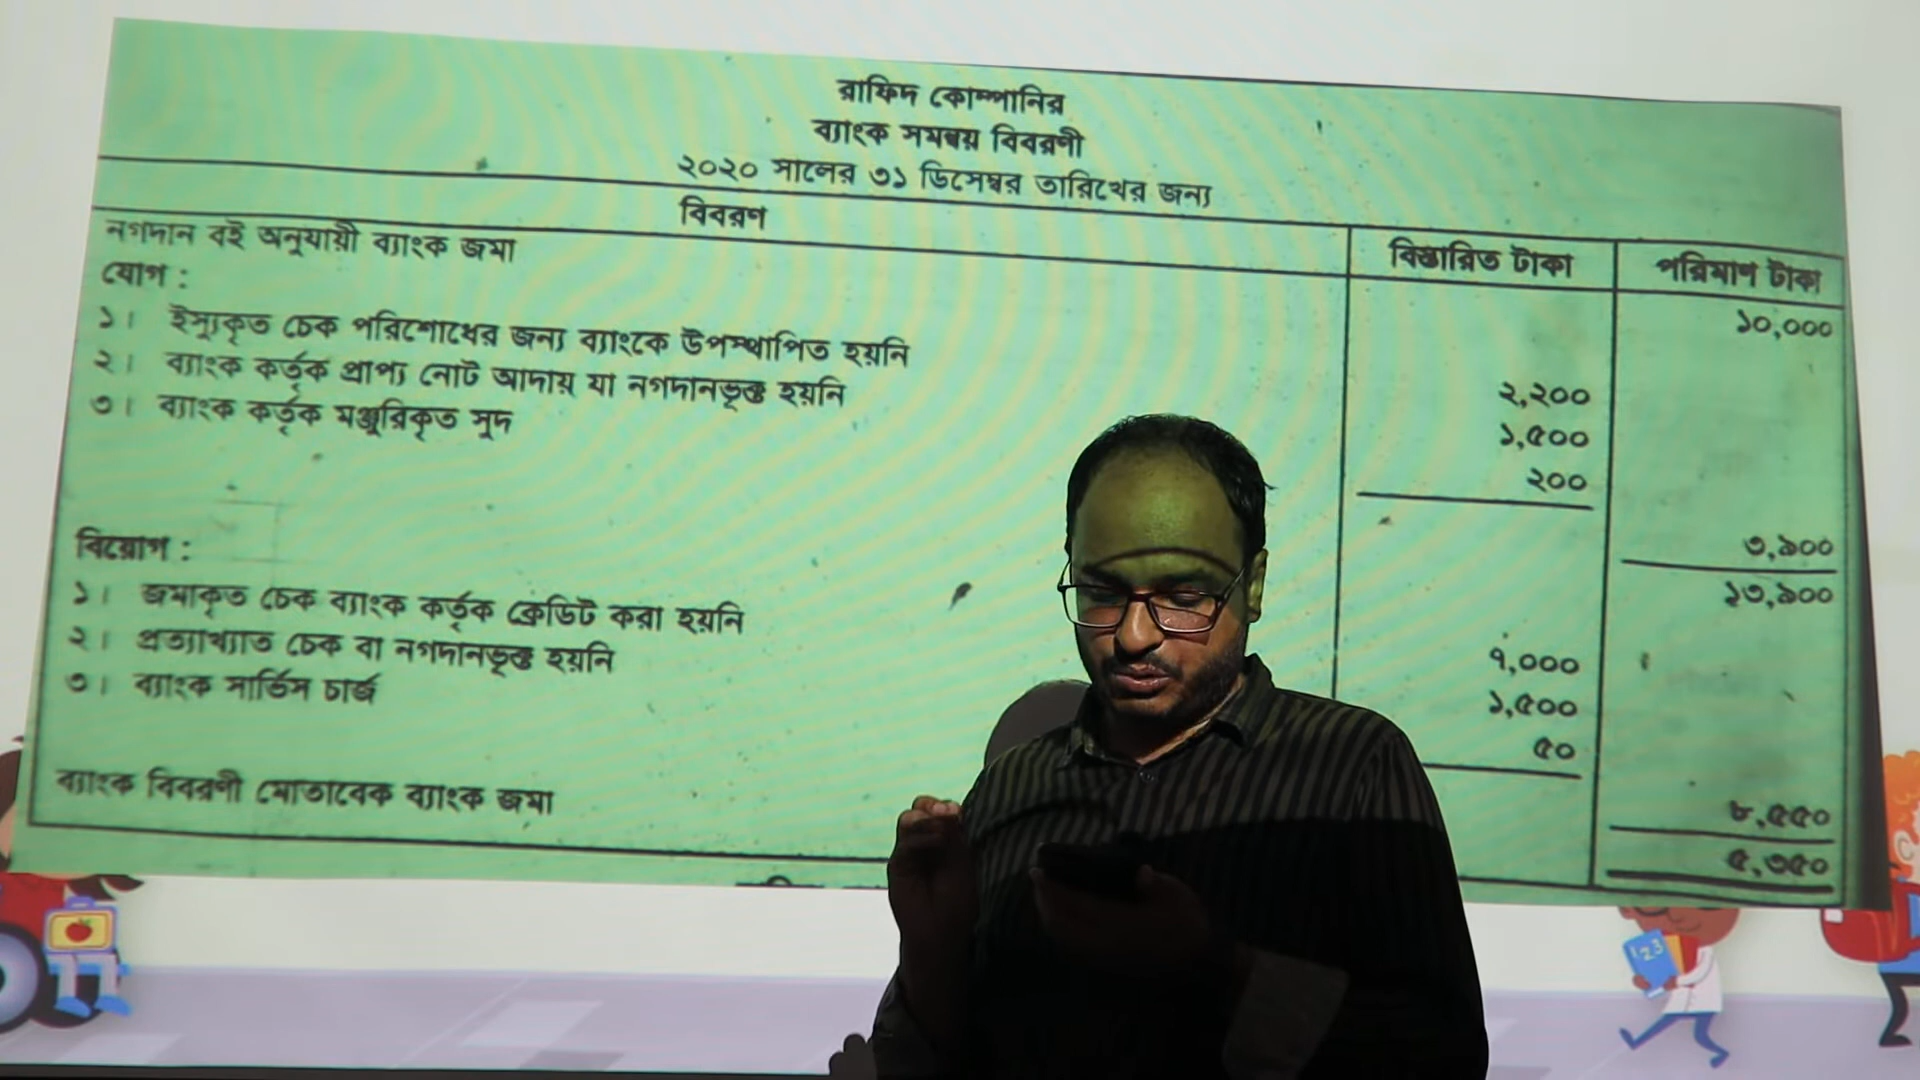 রাফিদ কোম্পানির
ব্যাংক সমন্বয় বিবরণী
২০২০ সালের ৩১ ডিসেম্বর তারিখের জন্য
বিবরণ বিস্তারিত টাকা পরিমাণ টাকা
নগদান বই অনুযায়ী ব্যাংক জমা ১০,০০০
যোগ :
১। ইস্যুকৃত চেক পরিশোধের জন্য ব্যাংকে উপস্থাপিত হয়নি ২,২০০
২। ব্যাংক কর্তৃক প্রাপ্য নোট আদায় যা নগদানভূক্ত হয়নি ১,৫০০
৩। ব্যাংক কর্তৃক মঞ্জুরিকৃত সুদ ২০০
৩,৯০০
১৩,৯০০
বিয়োগ :
১। জমাকৃত চেক ব্যাংক কর্তৃক ক্রেডিট করা হয়নি ৭,০০০
২। প্রত্যাখ্যাত চেক বা নগদানভূক্ত হয়নি ১,৫০০
৩। ব্যাংক সার্ভিস চার্জ ৫০
৮,৫৫০
ব্যাংক বিবরণী মোতাবেক ব্যাংক জমা ৫,৩৫০
123